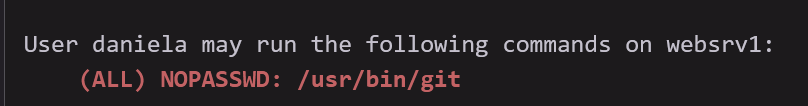 User daniela may run the following commands on websrv1:
(ALL) NOPASSWD: /usr/bin/git